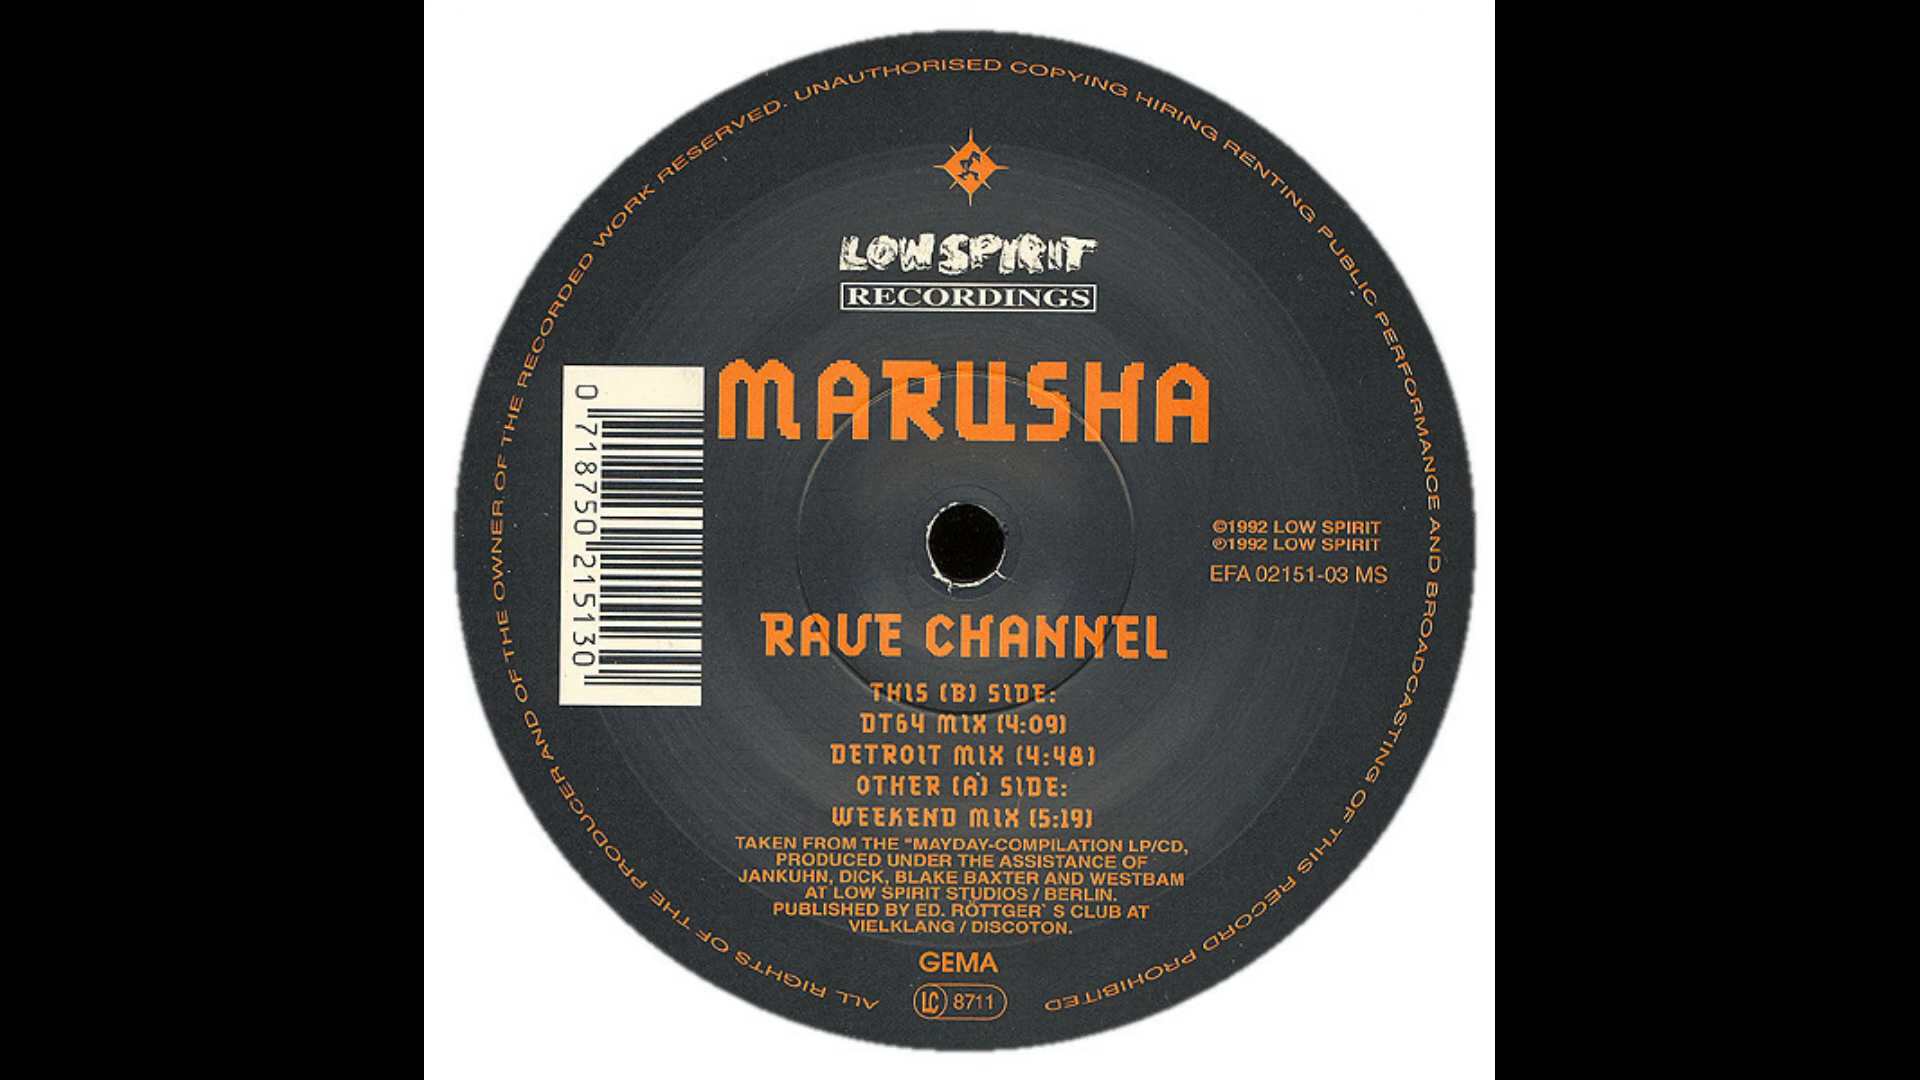 ALL RIGHTS OF THE PRODUCER AND OF THE OWNER OF THE RECORDED WORK RESERVED. UNAUTHORISED COPYING HIRING RENTING PUBLIC PERFORMANCE AND BROADCASTING OF THIS RECORD PROHIBITED
LOW SPIRIT
RECORDINGS
MARUSHA
0 718750 215130
©1992 LOW SPIRIT
℗1992 LOW SPIRIT
EFA 02151-03 MS
RAVE CHANNEL
THIS (B) SIDE:
DT64 MIX (4:09)
DETROIT MIX (4:48)
OTHER (A) SIDE:
WEEKEND MIX (5:19)
TAKEN FROM THE "MAYDAY-COMPILATION LP/CD,
PRODUCED UNDER THE ASSISTANCE OF
JANKUHN, DICK, BLAKE BAXTER AND WESTBAM
AT LOW SPIRIT STUDIOS / BERLIN.
PUBLISHED BY ED. RÖTTGER` S CLUB AT
VIELKLANG / DISCOTON.
GEMA
LC 8711